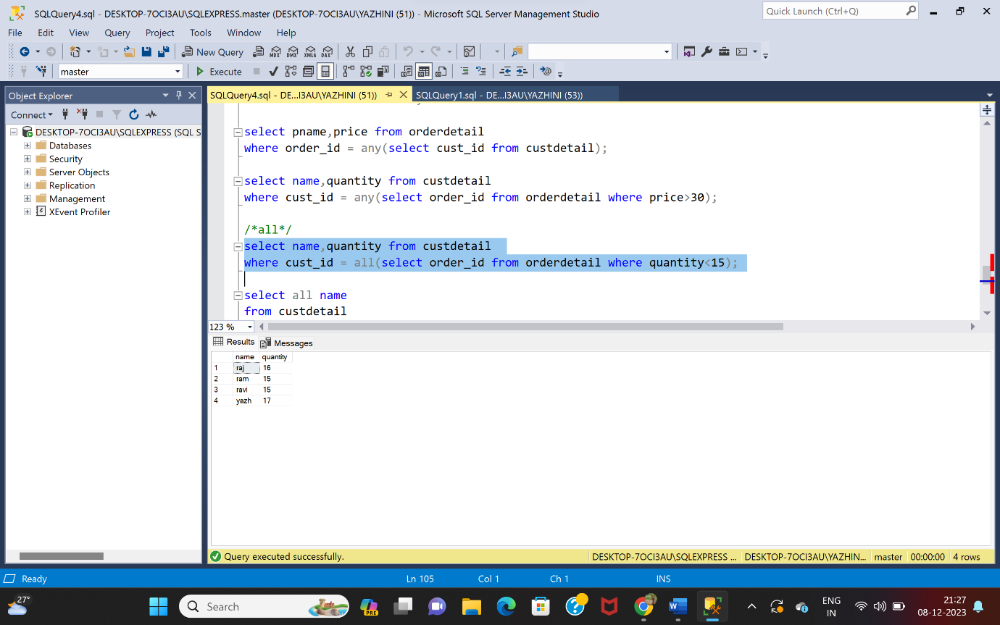 SQLQuery4.sql - DESKTOP-7OCI3AU\SQLEXPRESS.master (DESKTOP-7OCI3AU\YAZHINI (51)) - Microsoft SQL Server Management Studio
Quick Launch (Ctrl+Q)
File Edit View Query Project Tools Window Help
New Query MDX DMX XMLA DAX
master Execute
Object Explorer
SQLQuery4.sql - DE...I3AU\YAZHINI (51)) SQLQuery1.sql - DE...I3AU\YAZHINI (53))
Connect
DESKTOP-7OCI3AU\SQLEXPRESS (SQL S
Databases
Security
Server Objects
Replication
Management
XEvent Profiler
select pname,price from orderdetail
where order_id = any(select cust_id from custdetail);
select name,quantity from custdetail
where cust_id = any(select order_id from orderdetail where price>30);
/*all*/
select name,quantity from custdetail
where cust_id = all(select order_id from orderdetail where quantity<15);
select all name
from custdetail
123 %
Results Messages
name quantity
1 raj 16
2 ram 15
3 ravi 15
4 yazh 17
Query executed successfully. DESKTOP-7OCI3AU\SQLEXPRESS ... DESKTOP-7OCI3AU\YAZHIN... master 00:00:00 4 rows
Ready Ln 105 Col 1 Ch 1 INS
27°
Search
PRE
ENG
IN
21:27
08-12-2023